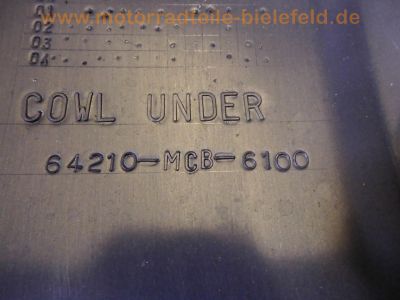 www.motorradteile-bielefeld.de
01
02
03
04
COWL UNDER
64210-MCB-6100